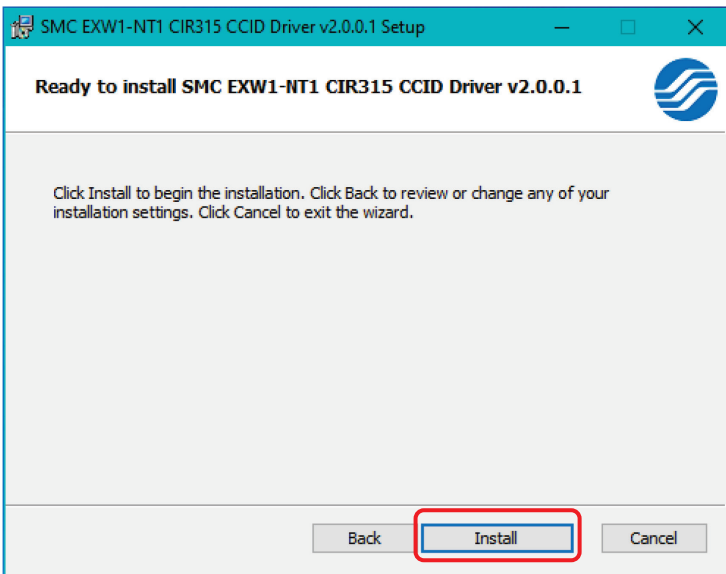 SMC EXW1-NT1 CIR315 CCID Driver v2.0.0.1 Setup
Ready to install SMC EXW1-NT1 CIR315 CCID Driver v2.0.0.1
Click Install to begin the installation. Click Back to review or change any of your
installation settings. Click Cancel to exit the wizard.
Back Install Cancel